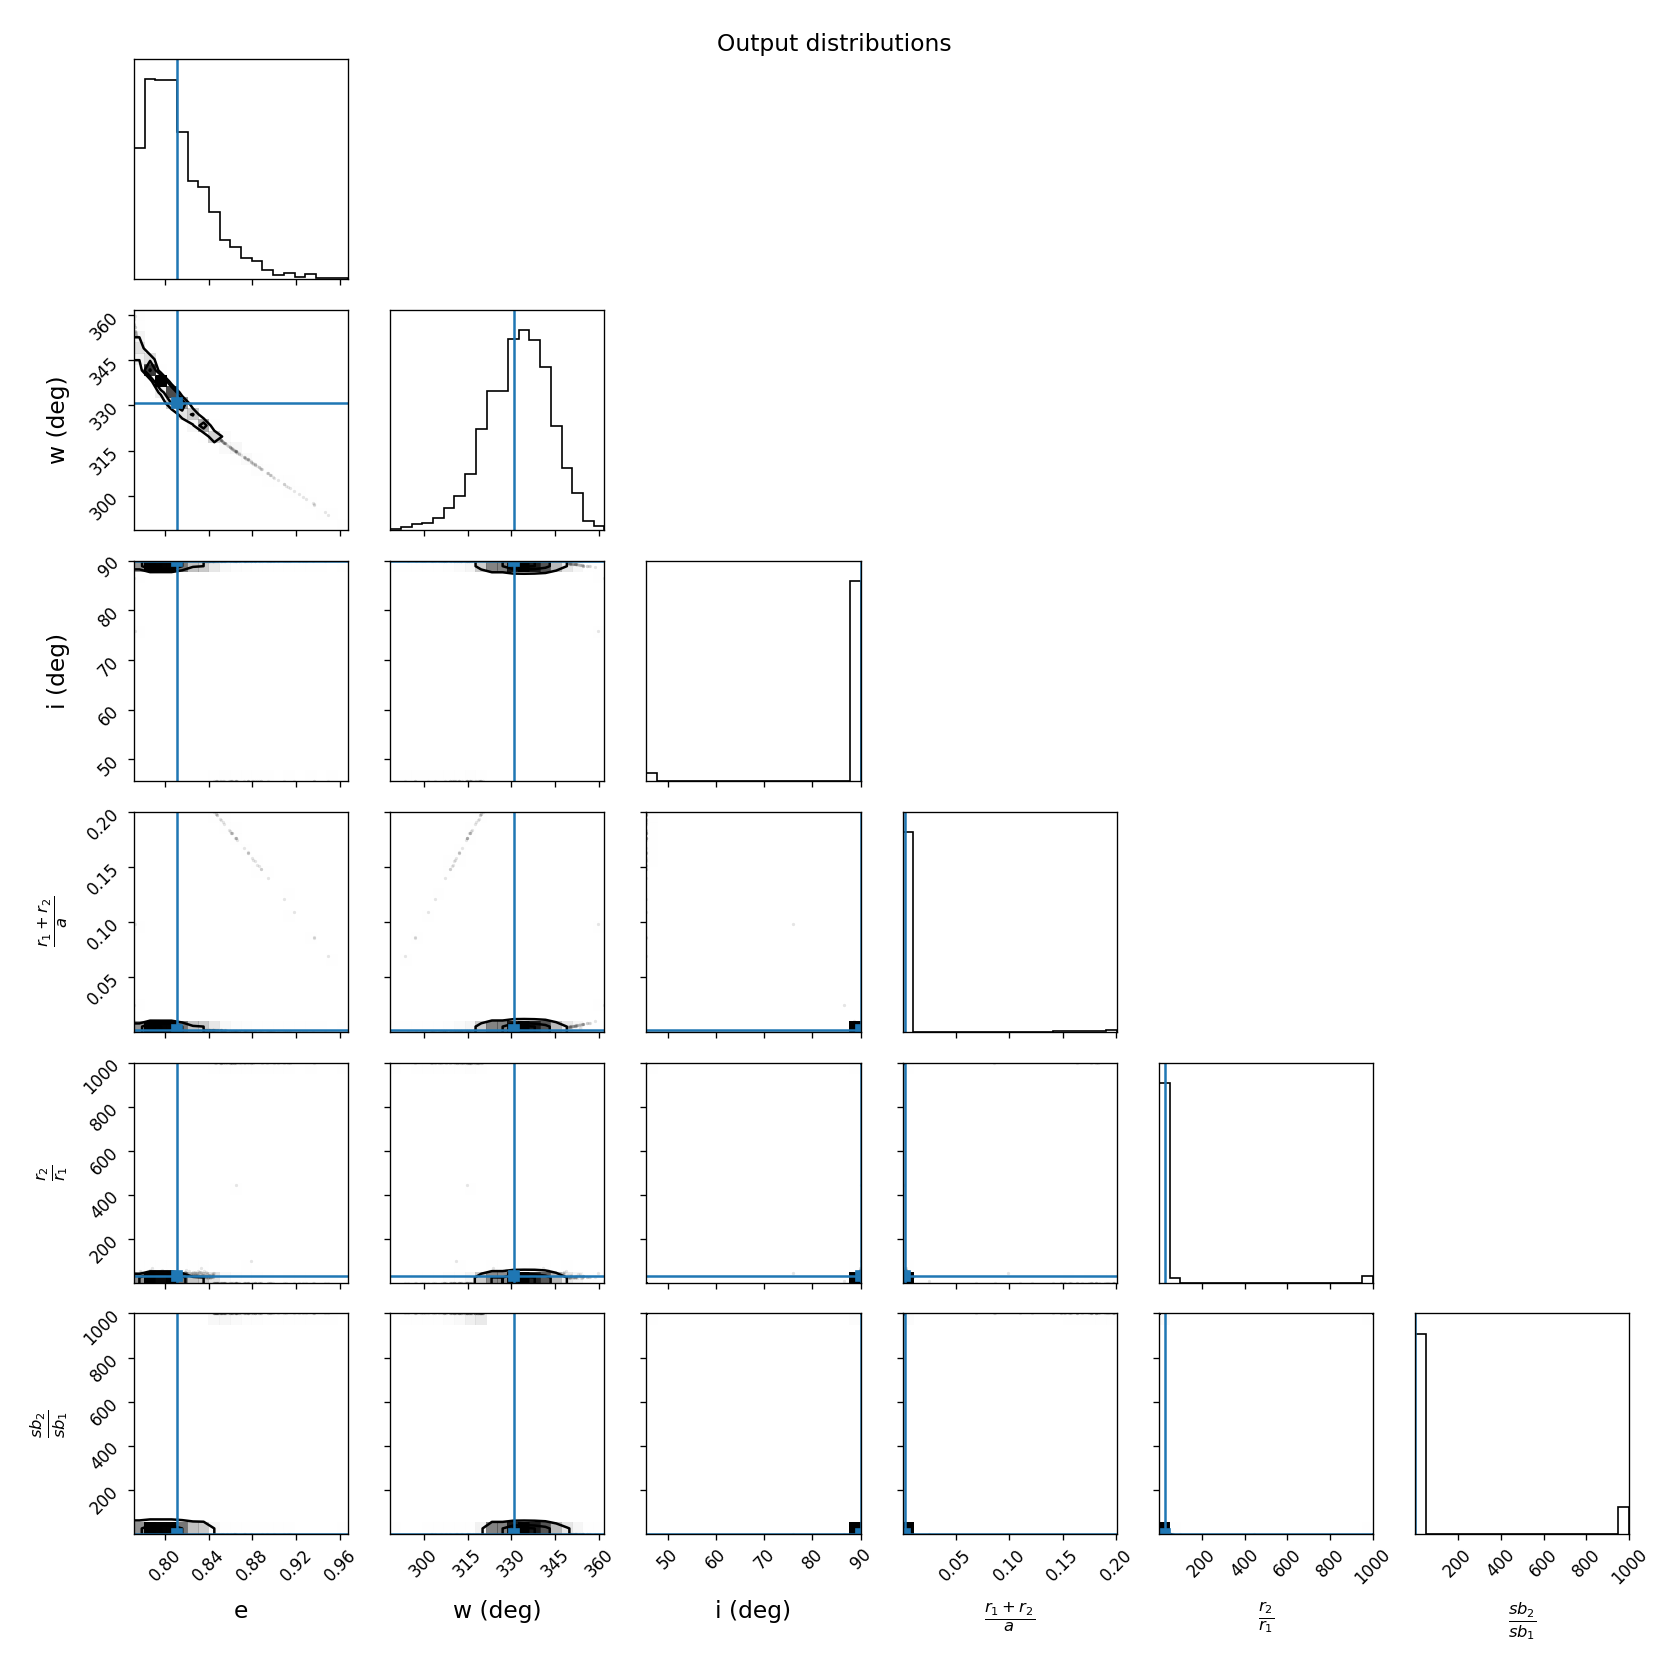 Output distributions
360
345
330
315
300
w (deg)
90
80
70
60
50
i (deg)
0.20
0.15
0.10
0.05
r₁ + r₂
a
1000
800
600
400
200
r₂
r₁
1000
800
600
400
200
sb₂
sb₁
0.80 0.84 0.88 0.92 0.96
300 315 330 345 360
50 60 70 80 90
0.05 0.10 0.15 0.20
200 400 600 800 1000
200 400 600 800 1000
e
w (deg)
i (deg)
r₁ + r₂
a
r₂
r₁
sb₂
sb₁